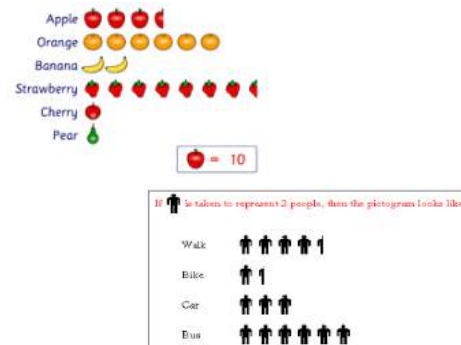 Apple
Orange
Banana
Strawberry
Cherry
Pear
= 10
If is taken to represent 2 people, then the pictogram looks like
Walk
Bike
Car
Bus